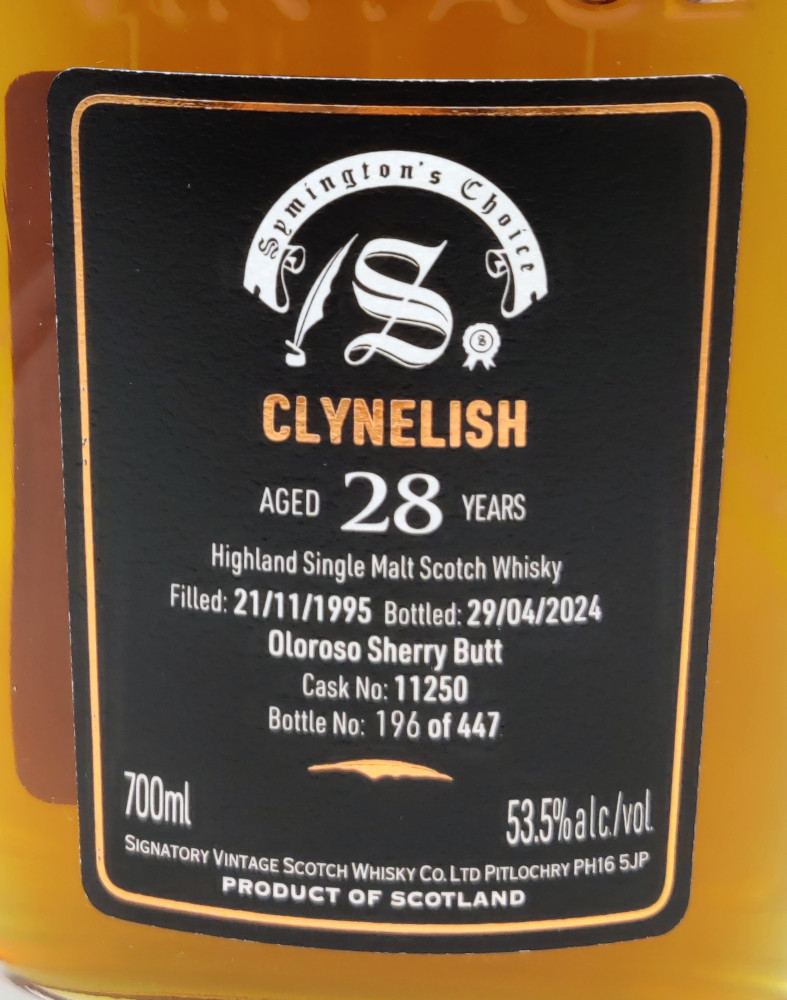 VINTAGE
Symington's Choice
S.
S
CLYNELISH
AGED 28 YEARS
Highland Single Malt Scotch Whisky
Filled: 21/11/1995 Bottled: 29/04/2024
Oloroso Sherry Butt
Cask No: 11250
Bottle No: 196 of 447
700ml
53.5%alc./vol.
SIGNATORY VINTAGE SCOTCH WHISKY CO. LTD PITLOCHRY PH16 5JP
PRODUCT OF SCOTLAND